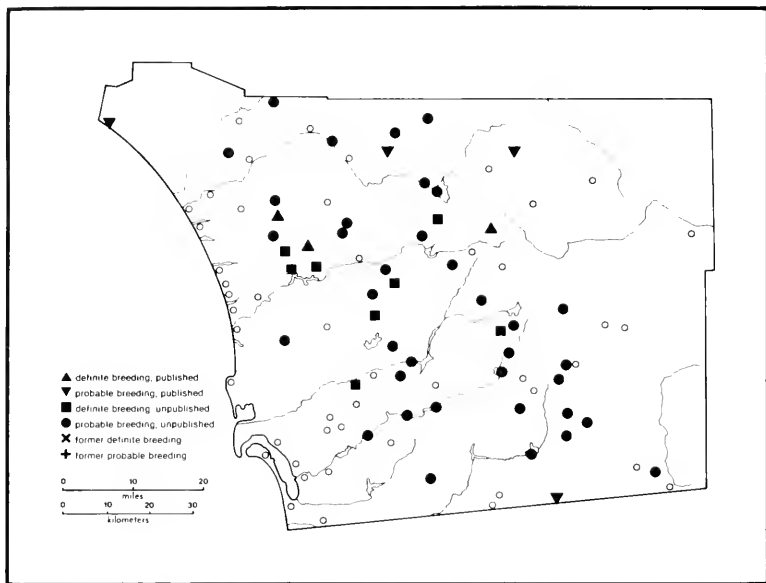 definite breeding, published
probable breeding, published
definite breeding, unpublished
probable breeding, unpublished
former definite breeding
former probable breeding
0 10 20
miles
0 10 20 30
kilometers